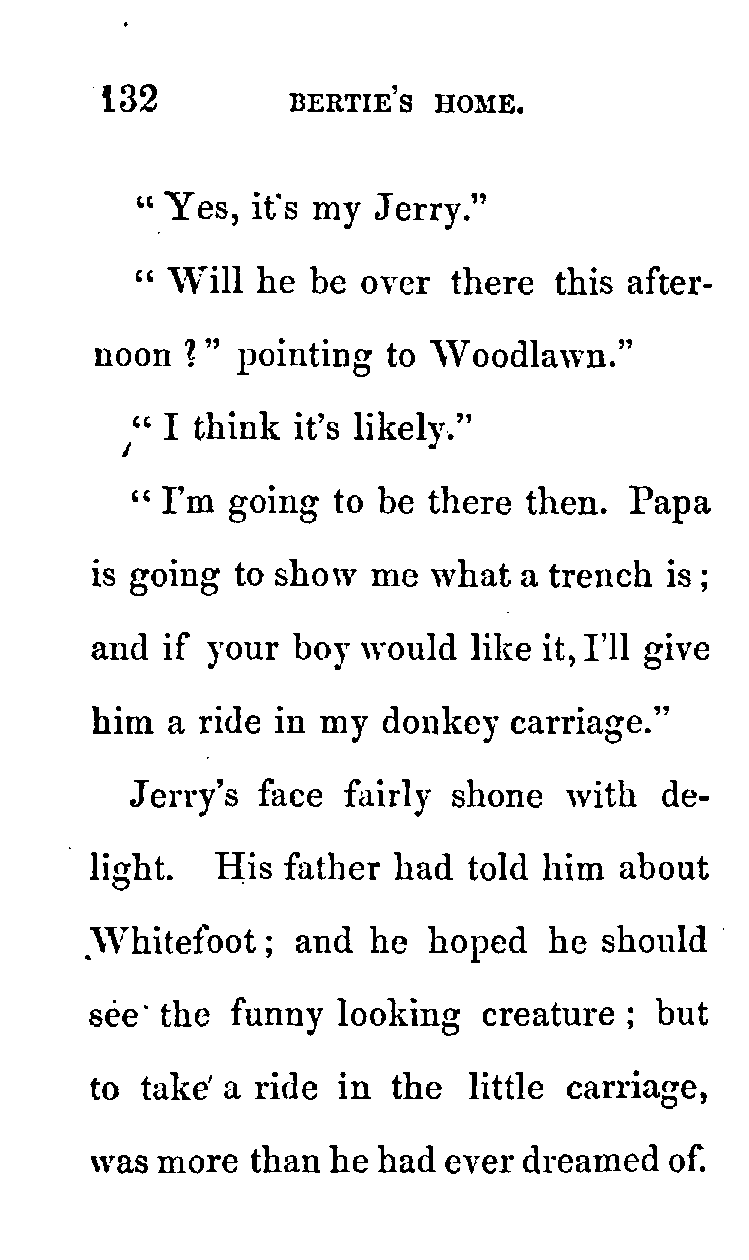 132 BERTIE'S HOME.
“ Yes, it's my Jerry.”
“ Will he be over there this after-
noon ? ” pointing to Woodlawn.”
“ I think it’s likely.”
“ I’m going to be there then. Papa
is going to show me what a trench is ;
and if your boy would like it, I’ll give
him a ride in my donkey carriage.”
Jerry’s face fairly shone with de-
light. His father had told him about
Whitefoot ; and he hoped he should
see the funny looking creature ; but
to take a ride in the little carriage,
was more than he had ever dreamed of.